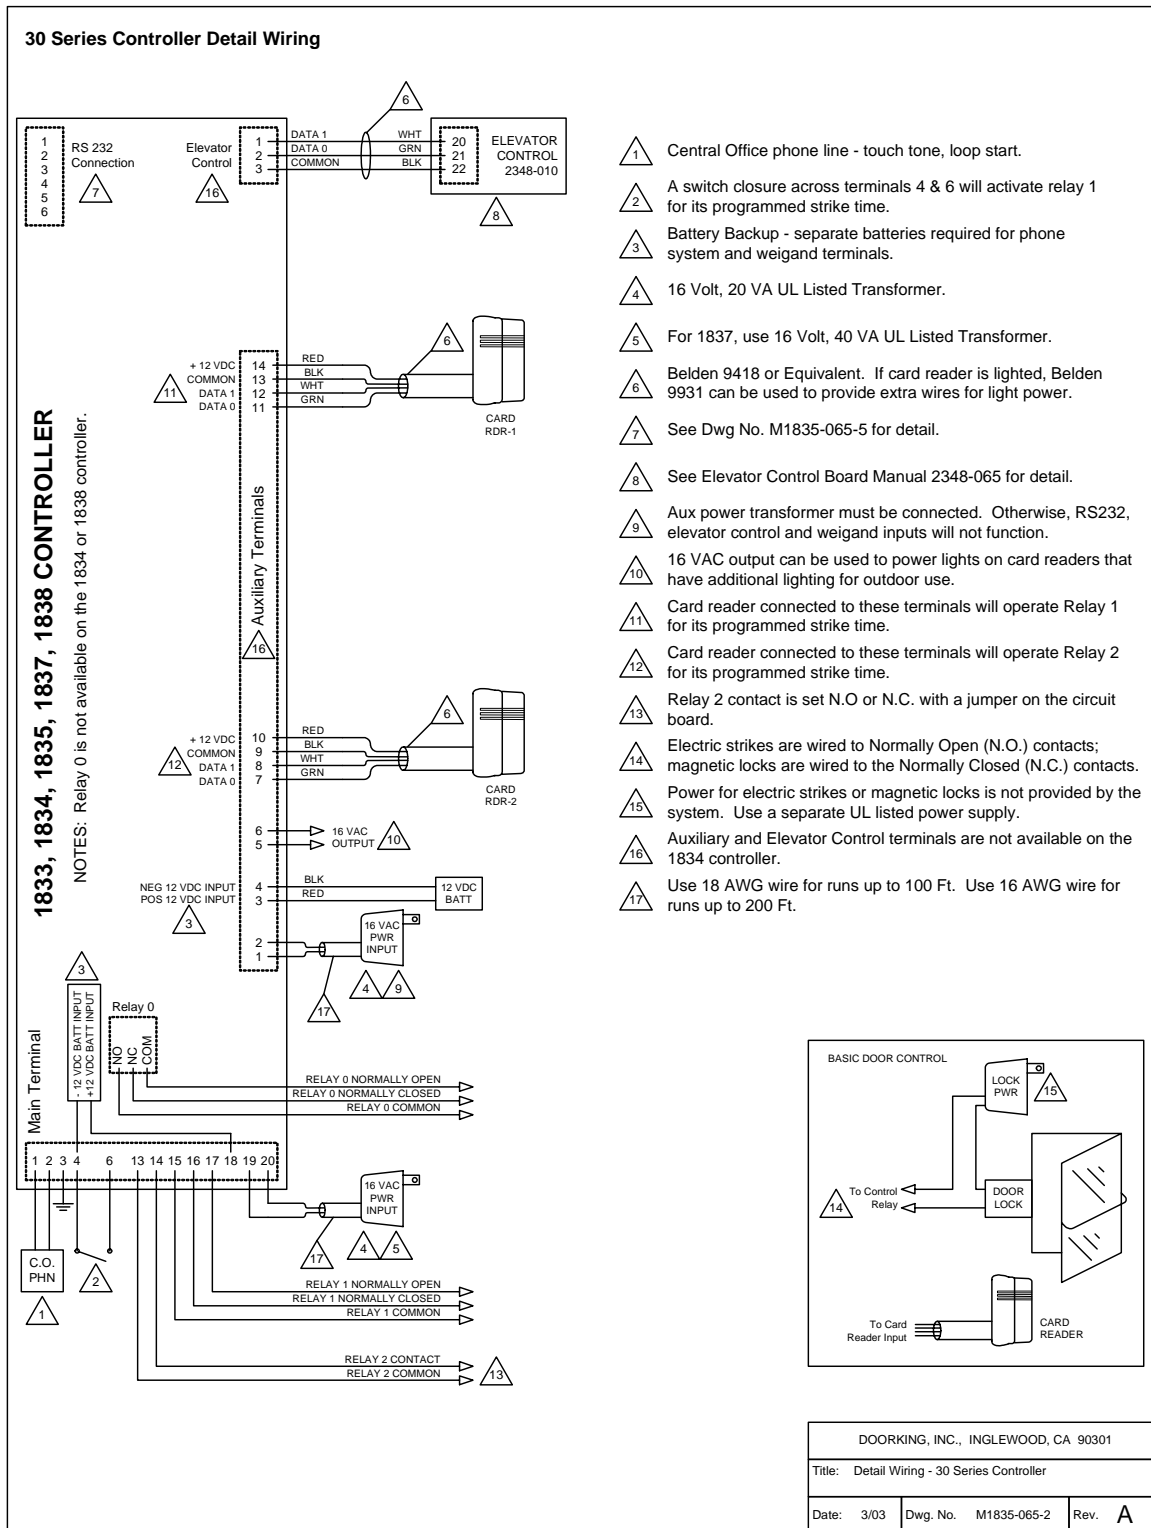 30 Series Controller Detail Wiring
6
1
2
3
4
5
6
RS 232
Connection
7
Elevator
Control
16
1
2
3
DATA 1
DATA 0
COMMON
WHT
GRN
BLK
20
21
22
ELEVATOR
CONTROL
2348-010
8
1833, 1834, 1835, 1837, 1838 CONTROLLER
NOTES: Relay 0 is not available on the 1834 or 1838 controller.
Auxiliary Terminals
16
11
+ 12 VDC
COMMON
DATA 1
DATA 0
14
13
12
11
RED
BLK
WHT
GRN
6
CARD
RDR-1
12
+ 12 VDC
COMMON
DATA 1
DATA 0
10
9
8
7
RED
BLK
WHT
GRN
6
CARD
RDR-2
6
5
16 VAC
OUTPUT
10
NEG 12 VDC INPUT
POS 12 VDC INPUT
3
4
3
BLK
RED
12 VDC
BATT
2
1
16 VAC
PWR
INPUT
17
4
9
3
- 12 VDC BATT INPUT
+12 VDC BATT INPUT
Relay 0
NO
NC
COM
RELAY 0 NORMALLY OPEN
RELAY 0 NORMALLY CLOSED
RELAY 0 COMMON
Main Terminal
1 2 3 4 6 13 14 15 16 17 18 19 20
16 VAC
PWR
INPUT
17
4
5
C.O.
PHN
1
2
RELAY 1 NORMALLY OPEN
RELAY 1 NORMALLY CLOSED
RELAY 1 COMMON
RELAY 2 CONTACT
RELAY 2 COMMON
13
1 Central Office phone line - touch tone, loop start.
2 A switch closure across terminals 4 & 6 will activate relay 1
for its programmed strike time.
3 Battery Backup - separate batteries required for phone
system and weigand terminals.
4 16 Volt, 20 VA UL Listed Transformer.
5 For 1837, use 16 Volt, 40 VA UL Listed Transformer.
6 Belden 9418 or Equivalent. If card reader is lighted, Belden
9931 can be used to provide extra wires for light power.
7 See Dwg No. M1835-065-5 for detail.
8 See Elevator Control Board Manual 2348-065 for detail.
9 Aux power transformer must be connected. Otherwise, RS232,
elevator control and weigand inputs will not function.
10 16 VAC output can be used to power lights on card readers that
have additional lighting for outdoor use.
11 Card reader connected to these terminals will operate Relay 1
for its programmed strike time.
12 Card reader connected to these terminals will operate Relay 2
for its programmed strike time.
13 Relay 2 contact is set N.O or N.C. with a jumper on the circuit
board.
14 Electric strikes are wired to Normally Open (N.O.) contacts;
magnetic locks are wired to the Normally Closed (N.C.) contacts.
15 Power for electric strikes or magnetic locks is not provided by the
system. Use a separate UL listed power supply.
16 Auxiliary and Elevator Control terminals are not available on the
1834 controller.
17 Use 18 AWG wire for runs up to 100 Ft. Use 16 AWG wire for
runs up to 200 Ft.
BASIC DOOR CONTROL
LOCK
PWR
15
14
To Control
Relay
DOOR
LOCK
To Card
Reader Input
CARD
READER
DOORKING, INC., INGLEWOOD, CA 90301
Title: Detail Wiring - 30 Series Controller
Date: 3/03 Dwg. No. M1835-065-2 Rev. A